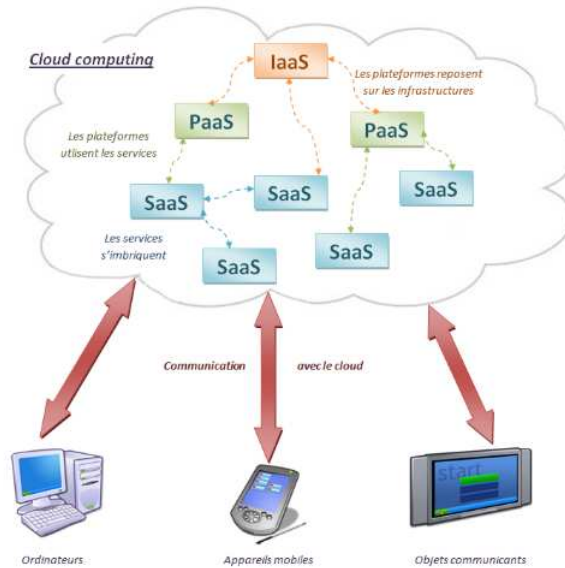 Cloud computing
IaaS
Les plateformes reposent
sur les infrastructures
PaaS
PaaS
Les plateformes
utlisent les services
SaaS
SaaS
SaaS
Les services
s'imbriquent
SaaS
SaaS
Communication
avec le cloud
start
Ordinateurs
Appareils mobiles
Objets communicants